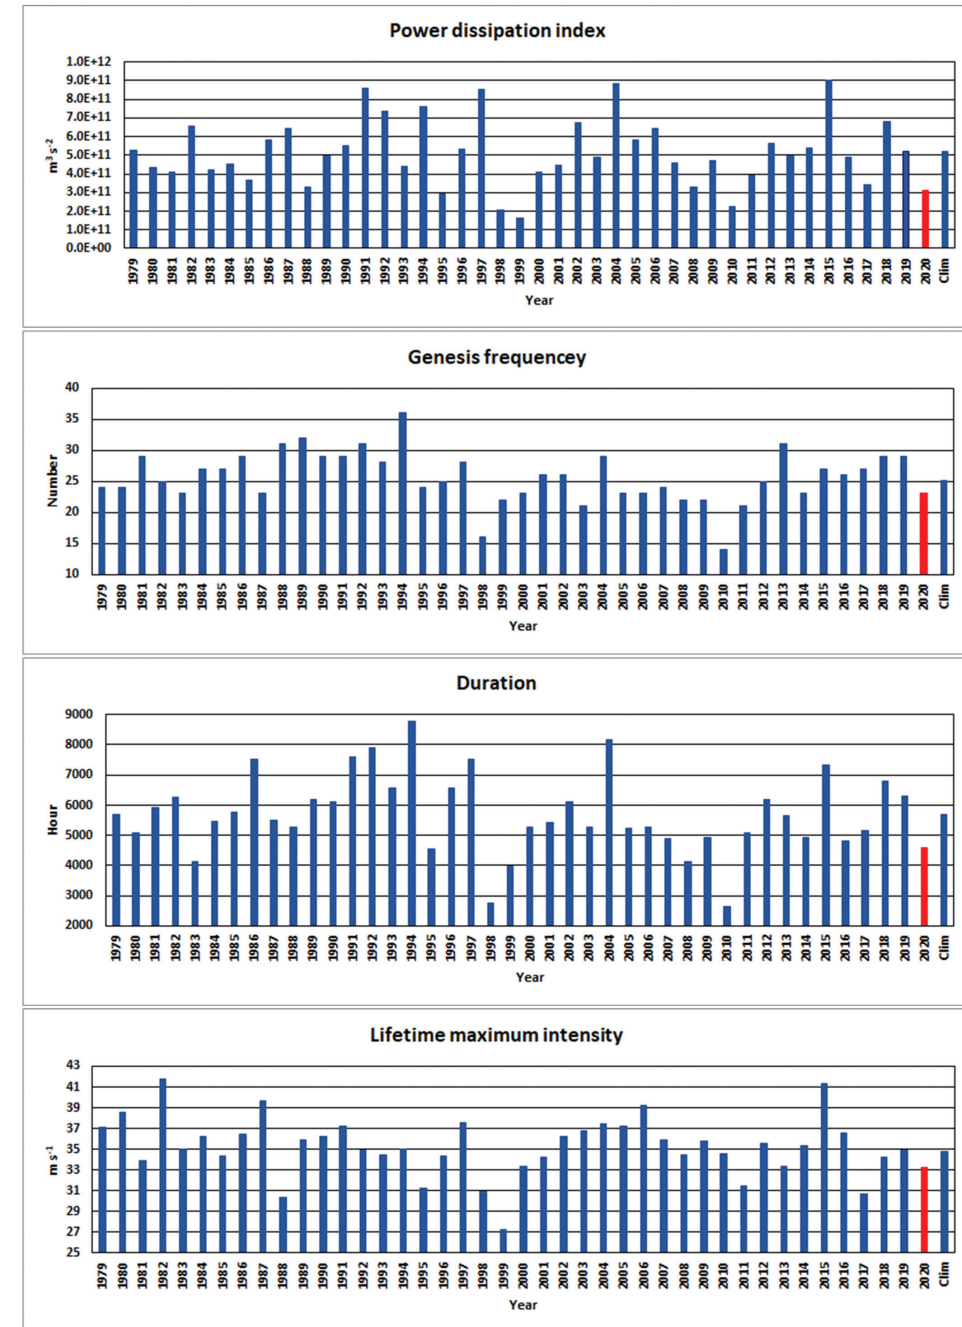 Power dissipation index
1.0E+12
9.0E+11
8.0E+11
7.0E+11
6.0E+11
5.0E+11
4.0E+11
3.0E+11
2.0E+11
1.0E+11
0.0E+00
m³ s⁻²
1979 1980 1981 1982 1983 1984 1985 1986 1987 1988 1989 1990 1991 1992 1993 1994 1995 1996 1997 1998 1999 2000 2001 2002 2003 2004 2005 2006 2007 2008 2009 2010 2011 2012 2013 2014 2015 2016 2017 2018 2019 2020 Clim
Year
Genesis frequencey
40
35
30
25
20
15
10
Number
1979 1980 1981 1982 1983 1984 1985 1986 1987 1988 1989 1990 1991 1992 1993 1994 1995 1996 1997 1998 1999 2000 2001 2002 2003 2004 2005 2006 2007 2008 2009 2010 2011 2012 2013 2014 2015 2016 2017 2018 2019 2020 Clim
Year
Duration
9000
8000
7000
6000
5000
4000
3000
2000
Hour
1979 1980 1981 1982 1983 1984 1985 1986 1987 1988 1989 1990 1991 1992 1993 1994 1995 1996 1997 1998 1999 2000 2001 2002 2003 2004 2005 2006 2007 2008 2009 2010 2011 2012 2013 2014 2015 2016 2017 2018 2019 2020 Clim
Year
Lifetime maximum intensity
43
41
39
37
35
33
31
29
27
25
m s⁻¹
1979 1980 1981 1982 1983 1984 1985 1986 1987 1988 1989 1990 1991 1992 1993 1994 1995 1996 1997 1998 1999 2000 2001 2002 2003 2004 2005 2006 2007 2008 2009 2010 2011 2012 2013 2014 2015 2016 2017 2018 2019 2020 Clim
Year